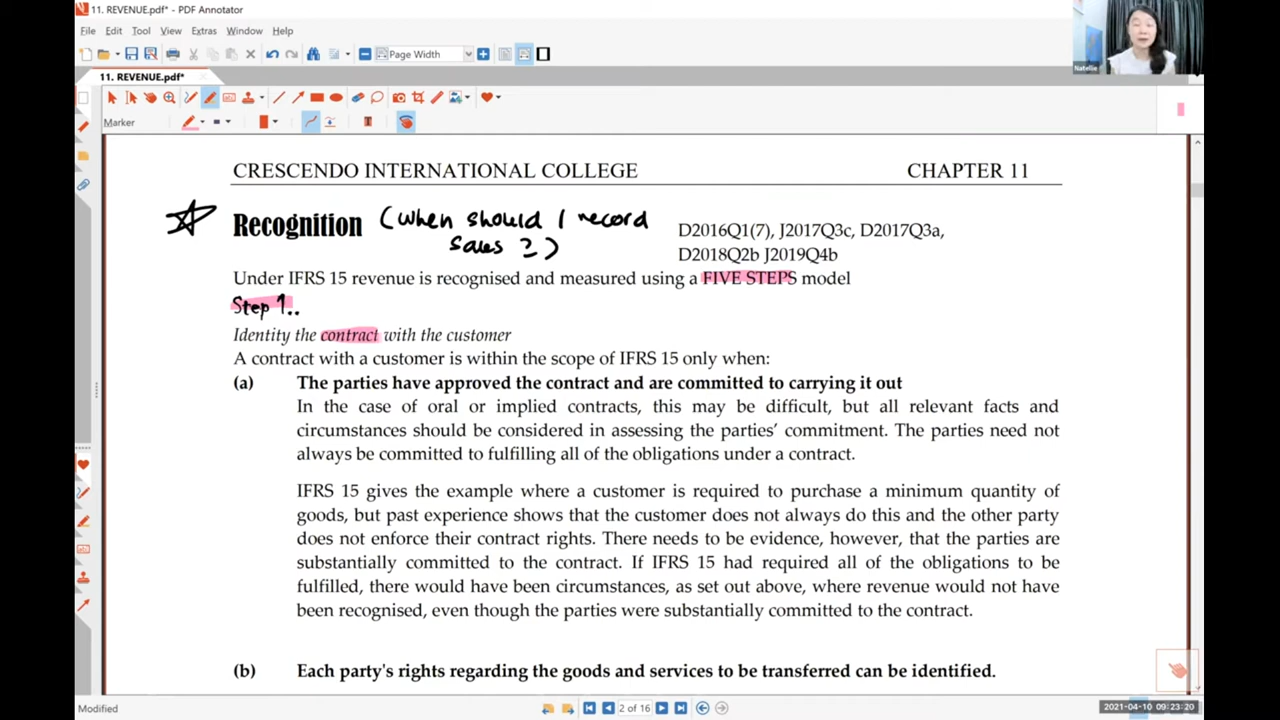 11. REVENUE.pdf* - PDF Annotator
File Edit Tool View Extras Window Help
Page Width
11. REVENUE.pdf*
Natellie
Marker
CRESCENDO INTERNATIONAL COLLEGE CHAPTER 11
Recognition (when should I record
sales ?)
D2016Q1(7), J2017Q3c, D2017Q3a,
D2018Q2b J2019Q4b
Under IFRS 15 revenue is recognised and measured using a FIVE STEPS model
Step 1..
Identity the contract with the customer
A contract with a customer is within the scope of IFRS 15 only when:
(a) The parties have approved the contract and are committed to carrying it out
In the case of oral or implied contracts, this may be difficult, but all relevant facts and
circumstances should be considered in assessing the parties' commitment. The parties need not
always be committed to fulfilling all of the obligations under a contract.
IFRS 15 gives the example where a customer is required to purchase a minimum quantity of
goods, but past experience shows that the customer does not always do this and the other party
does not enforce their contract rights. There needs to be evidence, however, that the parties are
substantially committed to the contract. If IFRS 15 had required all of the obligations to be
fulfilled, there would have been circumstances, as set out above, where revenue would not have
been recognised, even though the parties were substantially committed to the contract.
(b) Each party's rights regarding the goods and services to be transferred can be identified.
Modified
2 of 16
2021-04-10 09:23:20